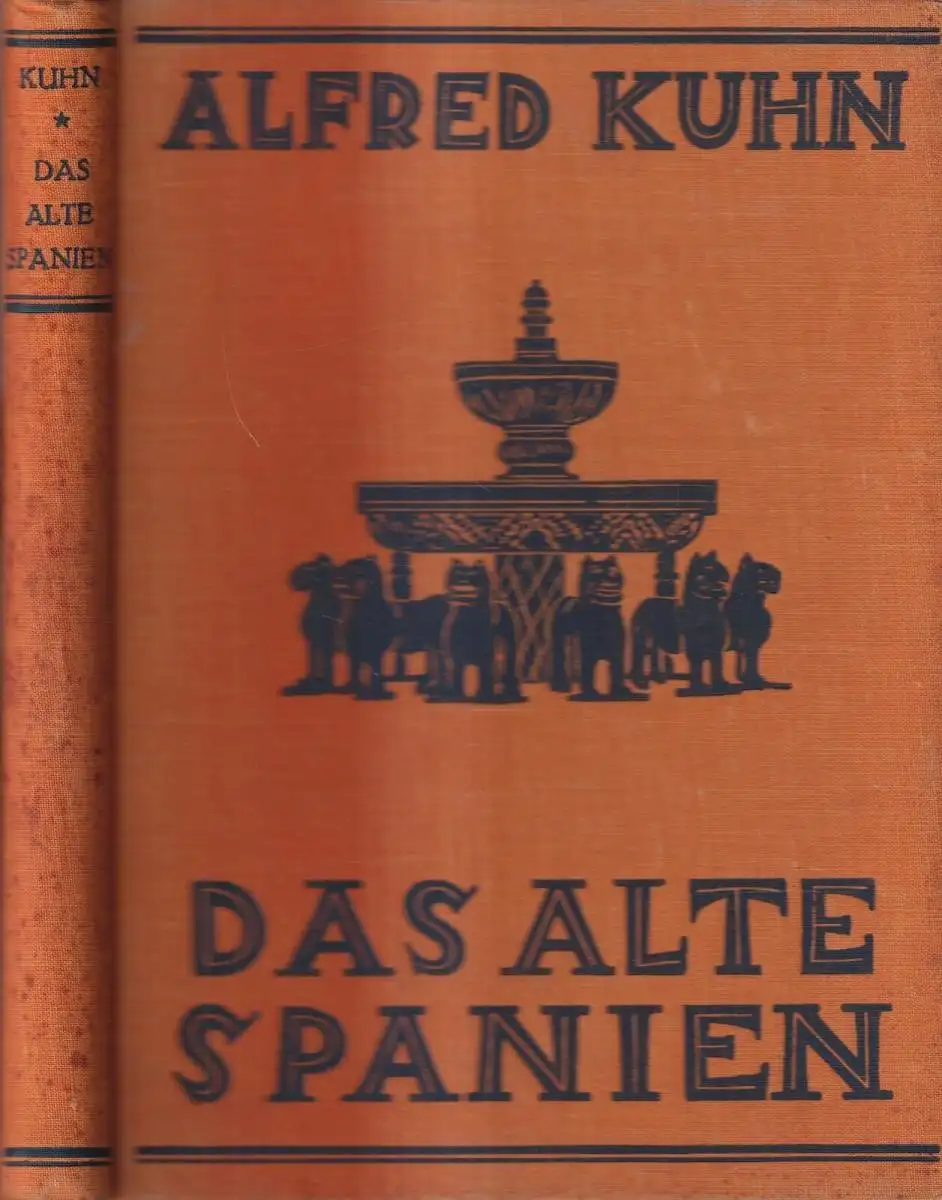 KUHN
★
DAS
ALTE
SPANIEN
ALFRED KUHN
DAS ALTE
SPANIEN